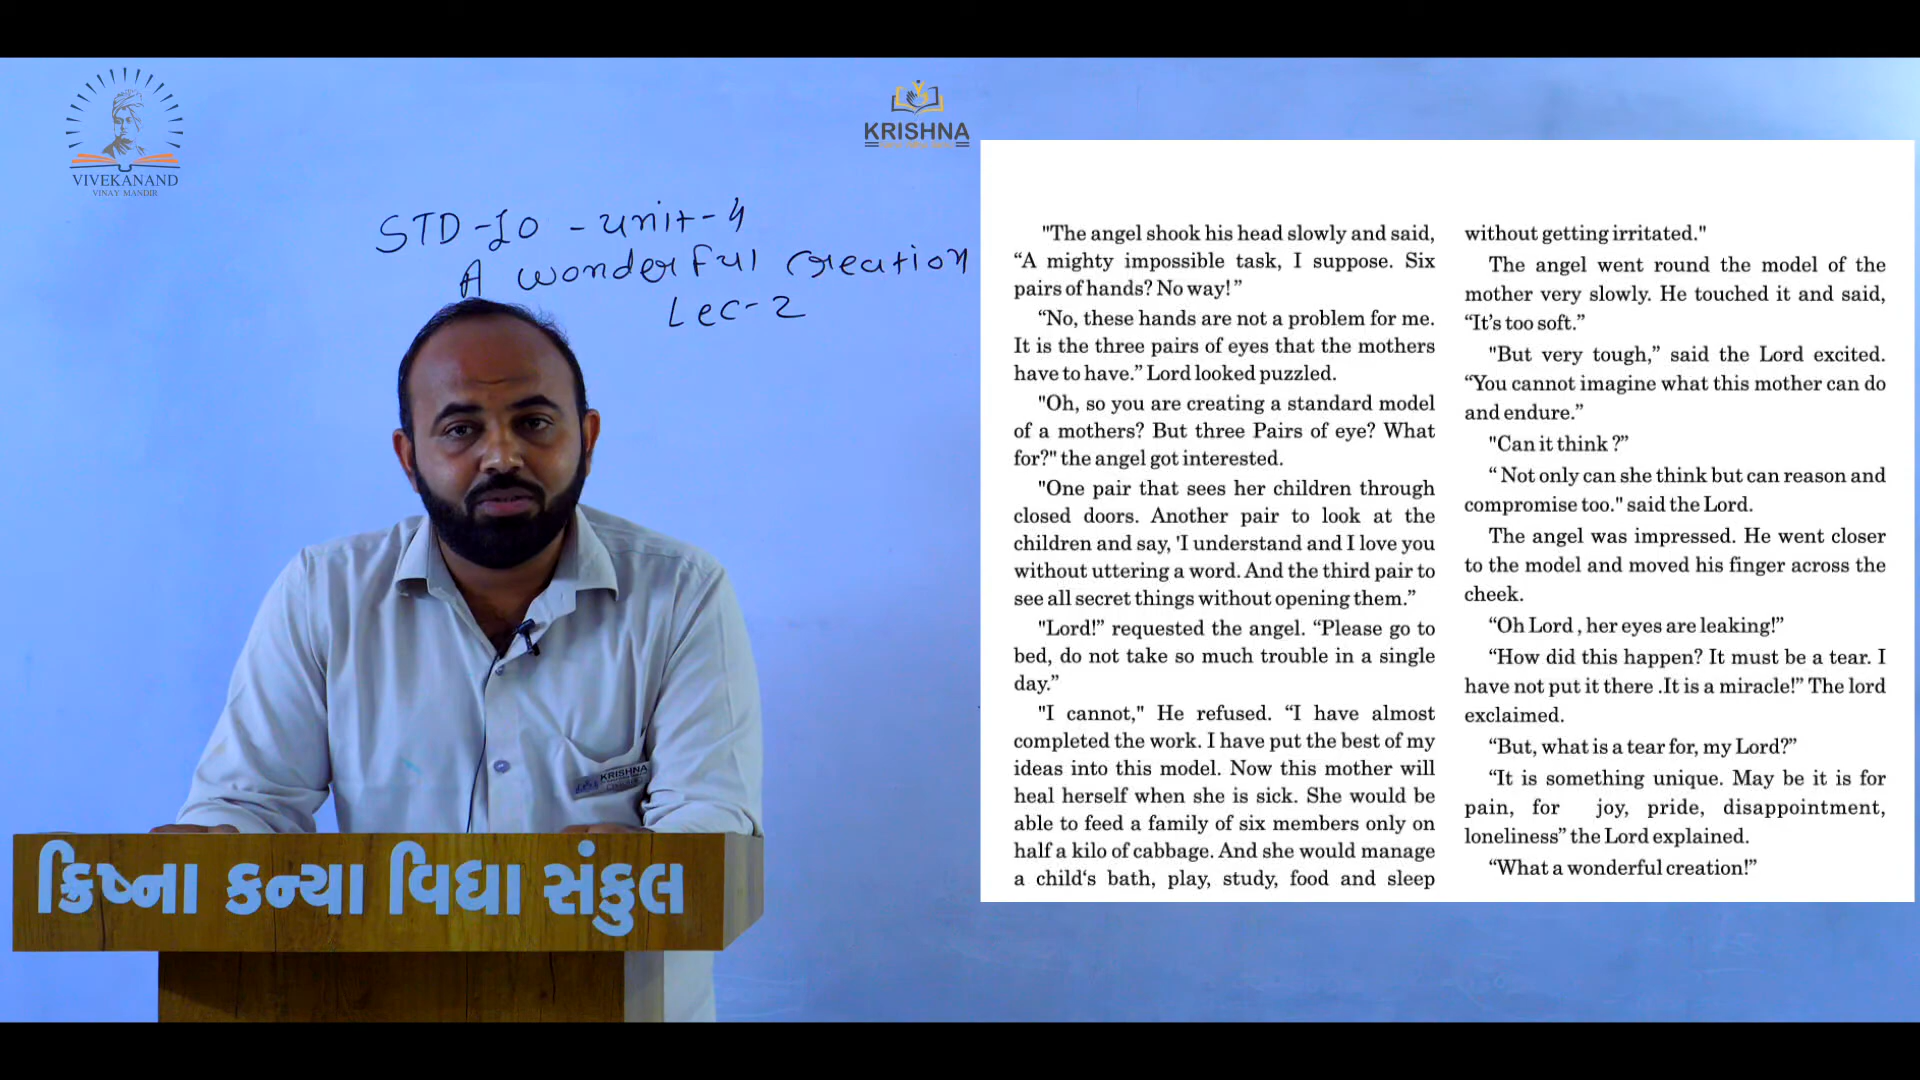 VIVEKANAND
VINAY MANDIR
KRISHNA
STD-10 - unit-4
A wonderful creation
Lec-2
KRISHNA
ક્રિષ્ના કન્યા વિદ્યા સંકુલ
"The angel shook his head slowly and said,
“A mighty impossible task, I suppose. Six
pairs of hands? No way!”
“No, these hands are not a problem for me.
It is the three pairs of eyes that the mothers
have to have.” Lord looked puzzled.
"Oh, so you are creating a standard model
of a mothers? But three Pairs of eye? What
for?" the angel got interested.
"One pair that sees her children through
closed doors. Another pair to look at the
children and say, 'I understand and I love you
without uttering a word. And the third pair to
see all secret things without opening them.”
"Lord!” requested the angel. “Please go to
bed, do not take so much trouble in a single
day.”
"I cannot," He refused. “I have almost
completed the work. I have put the best of my
ideas into this model. Now this mother will
heal herself when she is sick. She would be
able to feed a family of six members only on
half a kilo of cabbage. And she would manage
a child‘s bath, play, study, food and sleep
without getting irritated."
The angel went round the model of the
mother very slowly. He touched it and said,
“It’s too soft.”
"But very tough,” said the Lord excited.
“You cannot imagine what this mother can do
and endure.”
"Can it think ?”
“ Not only can she think but can reason and
compromise too." said the Lord.
The angel was impressed. He went closer
to the model and moved his finger across the
cheek.
“Oh Lord , her eyes are leaking!”
“How did this happen? It must be a tear. I
have not put it there .It is a miracle!” The lord
exclaimed.
“But, what is a tear for, my Lord?”
“It is something unique. May be it is for
pain, for joy, pride, disappointment,
loneliness” the Lord explained.
“What a wonderful creation!”